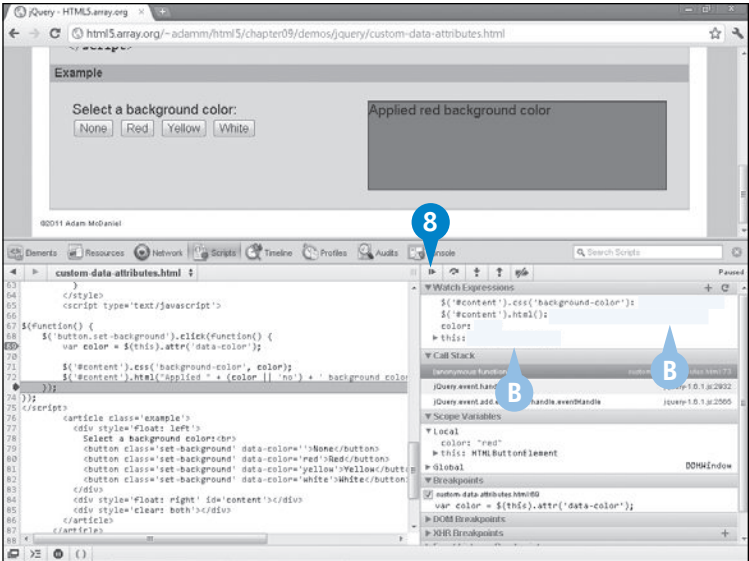 jQuery - HTML5.array.org
html5.array.org/~adamm/html5/chapter09/demos/jquery/custom-data-attributes.html
</script>
Example
Select a background color:
None Red Yellow White
Applied red background color
©2011 Adam McDaniel
8
Elements Resources Network Scripts Timeline Profiles Audits Console
Search Scripts
custom-data-attributes.html
Paused
63 }
64 </style>
65 <script type='text/javascript'>
66
67 $(function() {
68 $('button.set-background').click(function() {
69 var color = $(this).attr('data-color');
70
71 $('#content').css('background-color', color);
72 $('#content').html("Applied " + (color || 'no') + ' background color
});
74 });
75 </script>
76 <article class='example'>
77 <div style='float: left'>
78 Select a background color:<br>
79 <button class='set-background' data-color=''>None</button>
80 <button class='set-background' data-color='red'>Red</button>
81 <button class='set-background' data-color='yellow'>Yellow</butto
82 <button class='set-background' data-color='white'>White</button>
83 </div>
84 <div style='float: right' id='content'></div>
85 <div style='clear: both'></div>
86 </article>
87 </article>
88
Watch Expressions
$('#content').css('background-color'):
$('#content').html();
color:
this:
B
B
Call Stack
(anonymous function)
jQuery.event.hand
jquery-1.6.1.js:2932
jQuery.event.add.e
handle.eventHandle
jquery-1.6.1.js:2566
Scope Variables
Local
color: "red"
this: HTMLButtonElement
Global DOMWindow
Breakpoints
custom-data-attributes.html:69
var color = $(this).attr('data-color');
DOM Breakpoints
XHR Breakpoints